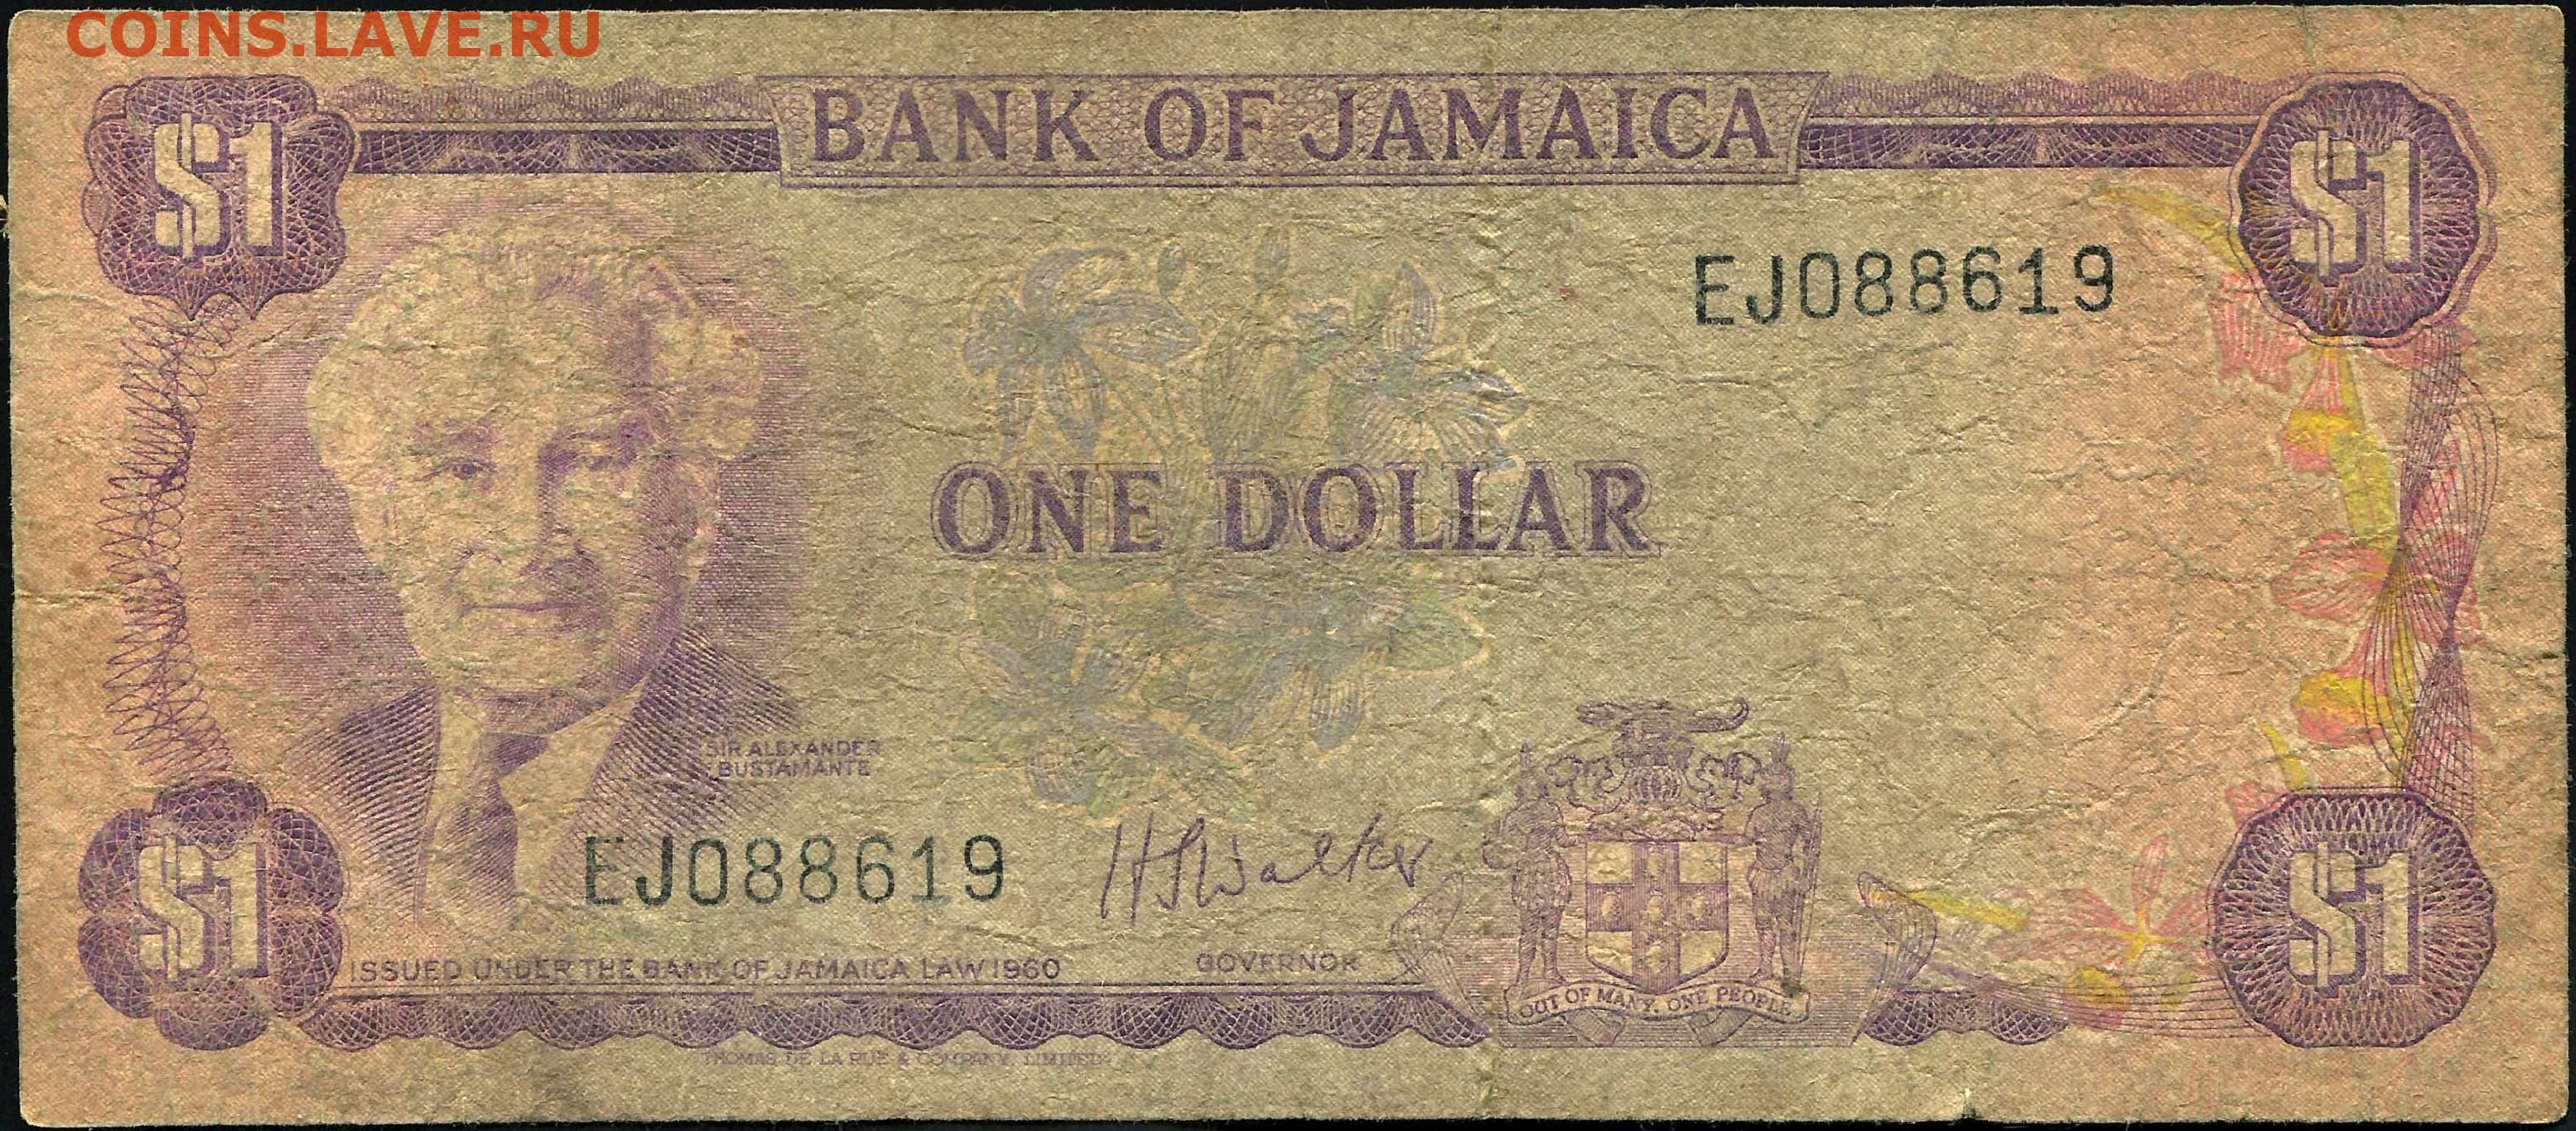 COINS.LAVE.RU
$1
BANK OF JAMAICA
$1
EJ088619
ONE DOLLAR
SIR ALEXANDER
BUSTAMANTE
EJ088619
HSWalker
$1
ISSUED UNDER THE BANK OF JAMAICA LAW 1960
GOVERNOR
OUT OF MANY, ONE PEOPLE
$1
THOMAS DE LA RUE & COMPANY, LIMITED